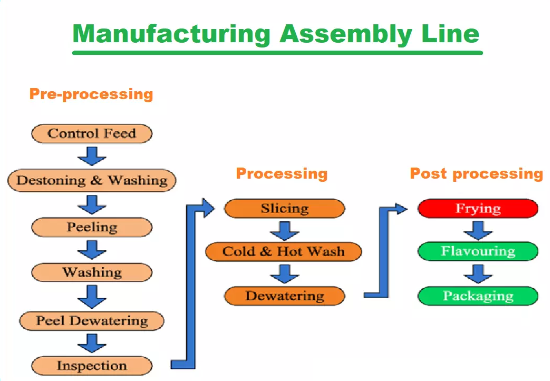 Manufacturing Assembly Line
Pre-processing
Control Feed
Destoning & Washing
Peeling
Washing
Peel Dewatering
Inspection
Processing
Slicing
Cold & Hot Wash
Dewatering
Post processing
Frying
Flavouring
Packaging